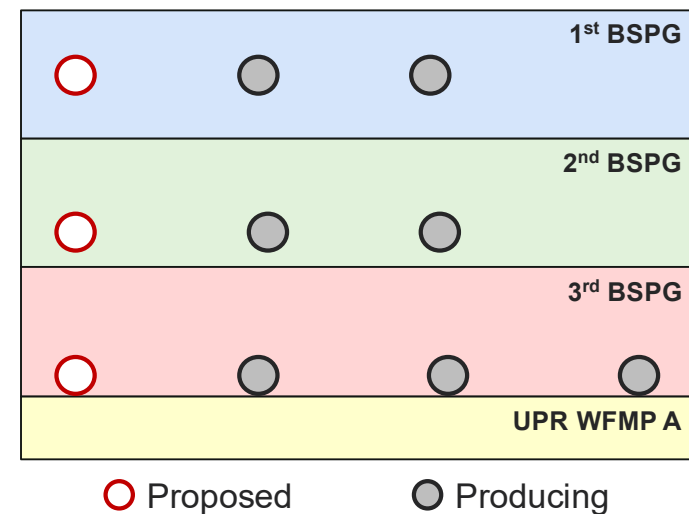 1st BSPG
2nd BSPG
3rd BSPG
UPR WFMP A
Proposed
Producing